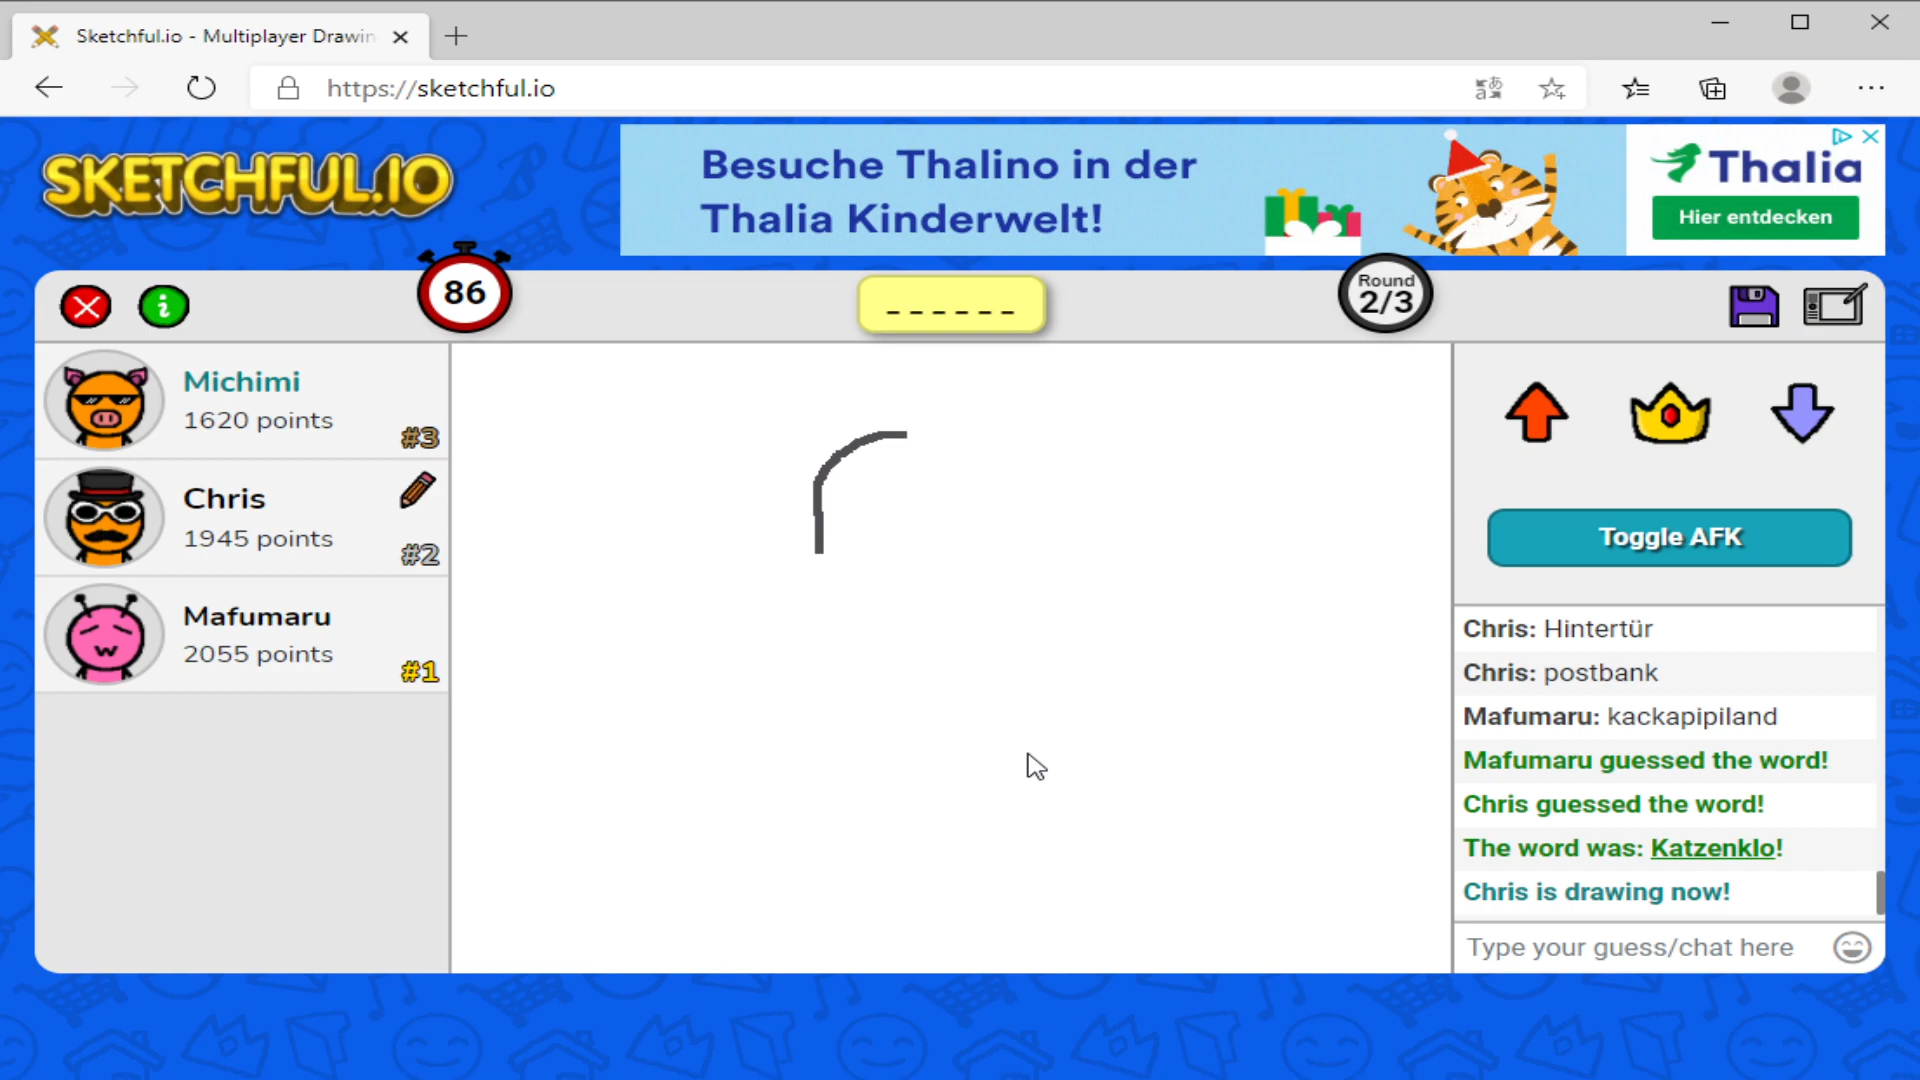 Sketchful.io - Multiplayer Drawin
https://sketchful.io
SKETCHFUL.IO
Besuche Thalino in der
Thalia Kinderwelt!
Thalia
Hier entdecken
86
_ _ _ _ _ _
Round
2/3
Michimi
1620 points
#3
Chris
1945 points
#2
Mafumaru
2055 points
#1
Toggle AFK
Chris: Hintertür
Chris: postbank
Mafumaru: kackapipiland
Mafumaru guessed the word!
Chris guessed the word!
The word was: Katzenklo!
Chris is drawing now!
Type your guess/chat here